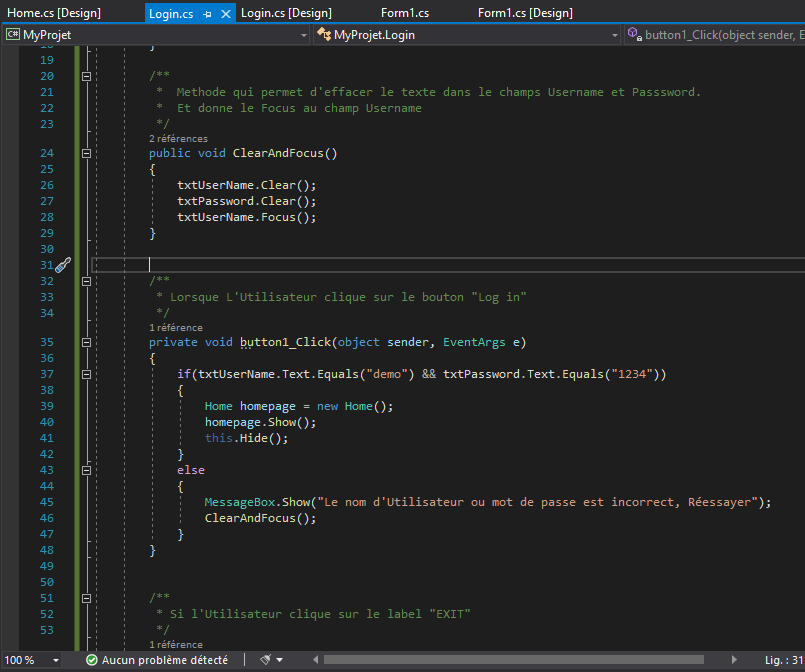 Home.cs [Design] Login.cs Login.cs [Design] Form1.cs Form1.cs [Design]
C# MyProjet MyProjet.Login button1_Click(object sender, E
18 }
19
20 /**
21 * Methode qui permet d'effacer le texte dans le champs Username et Passsword.
22 * Et donne le Focus au champ Username
23 */
2 références
24 public void ClearAndFocus()
25 {
26 txtUserName.Clear();
27 txtPassword.Clear();
28 txtUserName.Focus();
29 }
30
31
32 /**
33 * Lorsque L'Utilisateur clique sur le bouton "Log in"
34 */
1 référence
35 private void button1_Click(object sender, EventArgs e)
36 {
37 if(txtUserName.Text.Equals("demo") && txtPassword.Text.Equals("1234"))
38 {
39 Home homepage = new Home();
40 homepage.Show();
41 this.Hide();
42 }
43 else
44 {
45 MessageBox.Show("Le nom d'Utilisateur ou mot de passe est incorrect, Réessayer");
46 ClearAndFocus();
47 }
48 }
49
50
51 /**
52 * Si l'Utilisateur clique sur le label "EXIT"
53 */
1 référence
100 % Aucun problème détecté Lig. : 31